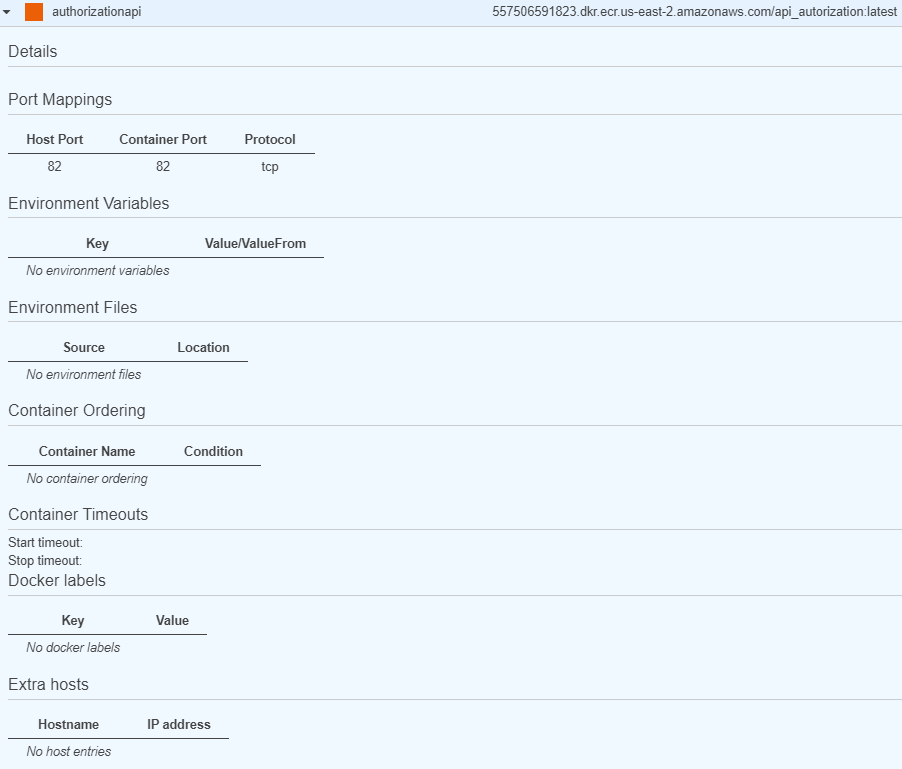 authorizationapi 557506591823.dkr.ecr.us-east-2.amazonaws.com/api_autorization:latest
Details
Port Mappings
Host Port Container Port Protocol
82 82 tcp
Environment Variables
Key Value/ValueFrom
No environment variables
Environment Files
Source Location
No environment files
Container Ordering
Container Name Condition
No container ordering
Container Timeouts
Start timeout:
Stop timeout:
Docker labels
Key Value
No docker labels
Extra hosts
Hostname IP address
No host entries